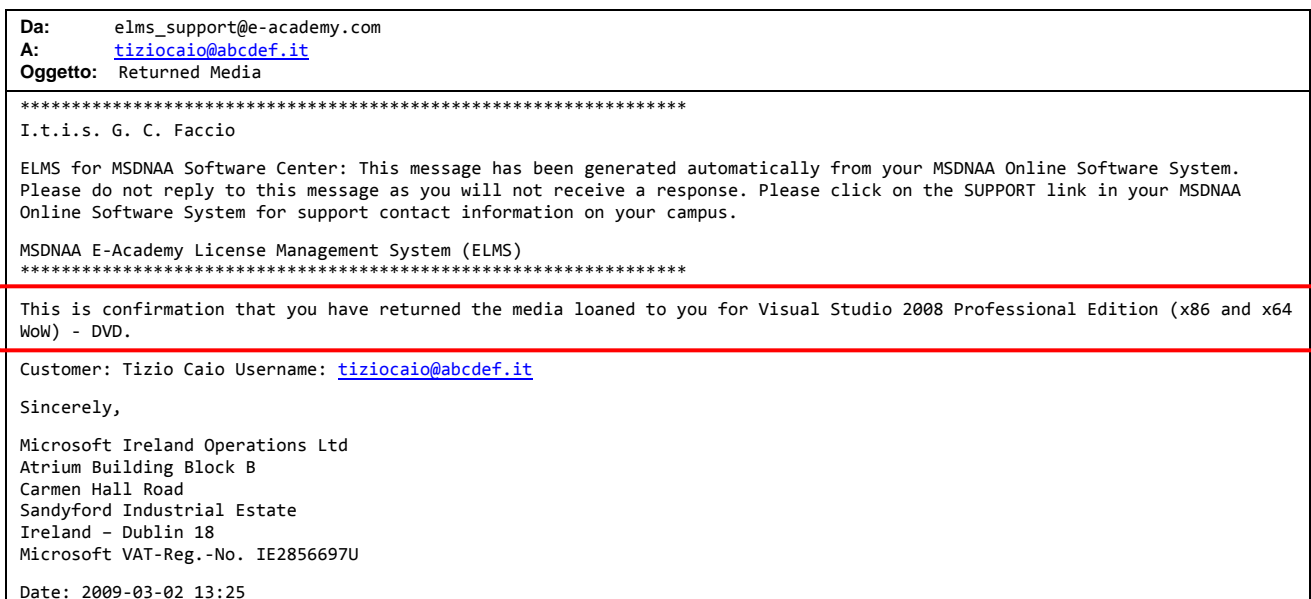 Da: elms_support@e-academy.com
A: tiziocaio@abcdef.it
Oggetto: Returned Media
*****************************************************************
I.t.i.s. G. C. Faccio
ELMS for MSDNAA Software Center: This message has been generated automatically from your MSDNAA Online Software System.
Please do not reply to this message as you will not receive a response. Please click on the SUPPORT link in your MSDNAA
Online Software System for support contact information on your campus.
MSDNAA E-Academy License Management System (ELMS)
*****************************************************************
This is confirmation that you have returned the media loaned to you for Visual Studio 2008 Professional Edition (x86 and x64
WoW) - DVD.
Customer: Tizio Caio Username: tiziocaio@abcdef.it
Sincerely,
Microsoft Ireland Operations Ltd
Atrium Building Block B
Carmen Hall Road
Sandyford Industrial Estate
Ireland – Dublin 18
Microsoft VAT-Reg.-No. IE2856697U
Date: 2009-03-02 13:25